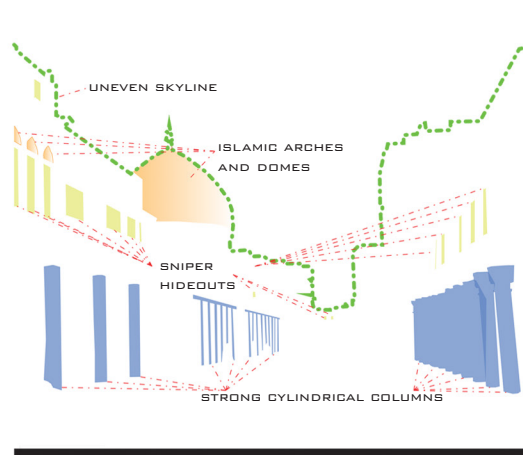 UNEVEN SKYLINE
ISLAMIC ARCHES
AND DOMES
SNIPER
HIDEOUTS
STRONG CYLINDRICAL COLUMNS